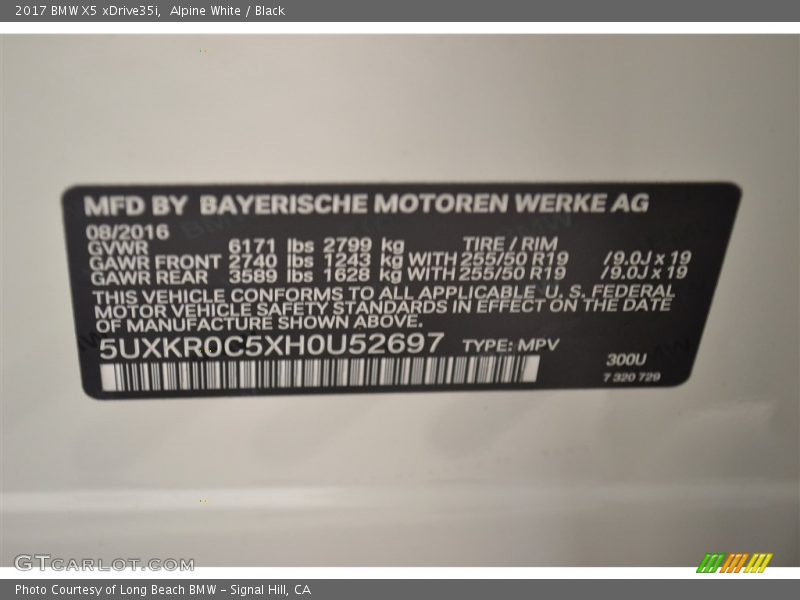 2017 BMW X5 xDrive35i, Alpine White / Black
MFD BY BAYERISCHE MOTOREN WERKE AG
08/2016
GVWR 6171 lbs 2799 kg TIRE / RIM
GAWR FRONT 2740 lbs 1243 kg WITH 255/50 R19 /9.0J x 19
GAWR REAR 3589 lbs 1628 kg WITH 255/50 R19 /9.0J x 19
THIS VEHICLE CONFORMS TO ALL APPLICABLE U.S. FEDERAL
MOTOR VEHICLE SAFETY STANDARDS IN EFFECT ON THE DATE
OF MANUFACTURE SHOWN ABOVE.
5UXKR0C5XH0U52697 TYPE: MPV
300U
7 320 729
GTCARLOT.COM
Photo Courtesy of Long Beach BMW - Signal Hill, CA